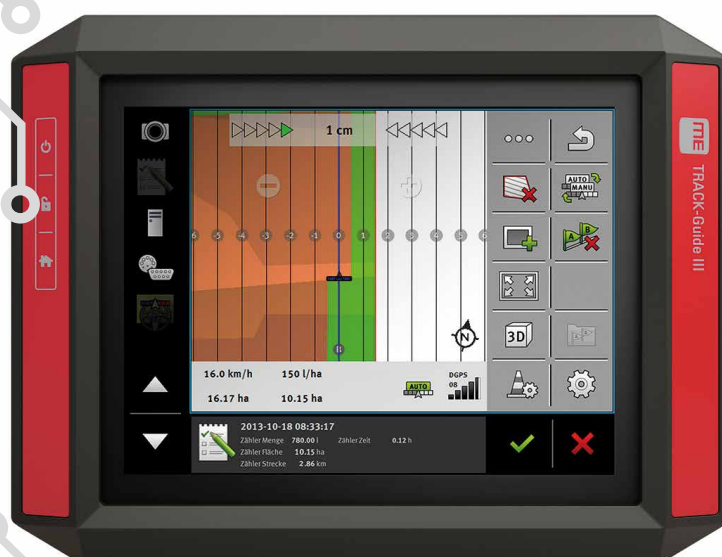 1 cm
ooo
AUTO
MANU
A B
-6 -5 -4 -3 -2 -1 0 1 2 3 4 5 6
N
3D
B
16.0 km/h 150 l/ha
16.17 ha 10.15 ha
AUTO
DGPS
08
2013-10-18 08:33:17
Zähler Menge 780.00 l Zähler Zeit 0.12 h
Zähler Fläche 10.15 ha
Zähler Strecke 2.86 km
ME
TRACK-Guide III